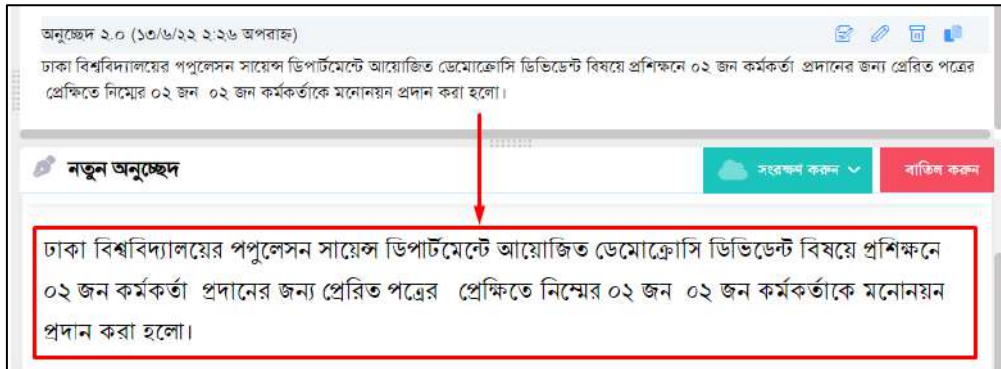 অনুচ্ছেদ ২.০ (১৩/৬/২২ ২:২৬ অপরাহ্ন)
ঢাকা বিশ্ববিদ্যালয়ের পপুলেসন সায়েন্স ডিপার্টমেন্টে আয়োজিত ডেমোক্রোসি ডিভিডেন্ট বিষয়ে প্রশিক্ষনে ০২ জন কর্মকর্তা প্রদানের জন্য প্রেরিত পত্রের
প্রেক্ষিতে নিম্মের ০২ জন ০২ জন কর্মকর্তাকে মনোনয়ন প্রদান করা হলো।
নতুন অনুচ্ছেদ
সংরক্ষণ করুন
বাতিল করুন
ঢাকা বিশ্ববিদ্যালয়ের পপুলেসন সায়েন্স ডিপার্টমেন্টে আয়োজিত ডেমোক্রোসি ডিভিডেন্ট বিষয়ে প্রশিক্ষনে
০২ জন কর্মকর্তা প্রদানের জন্য প্রেরিত পত্রের প্রেক্ষিতে নিম্মের ০২ জন ০২ জন কর্মকর্তাকে মনোনয়ন
প্রদান করা হলো।